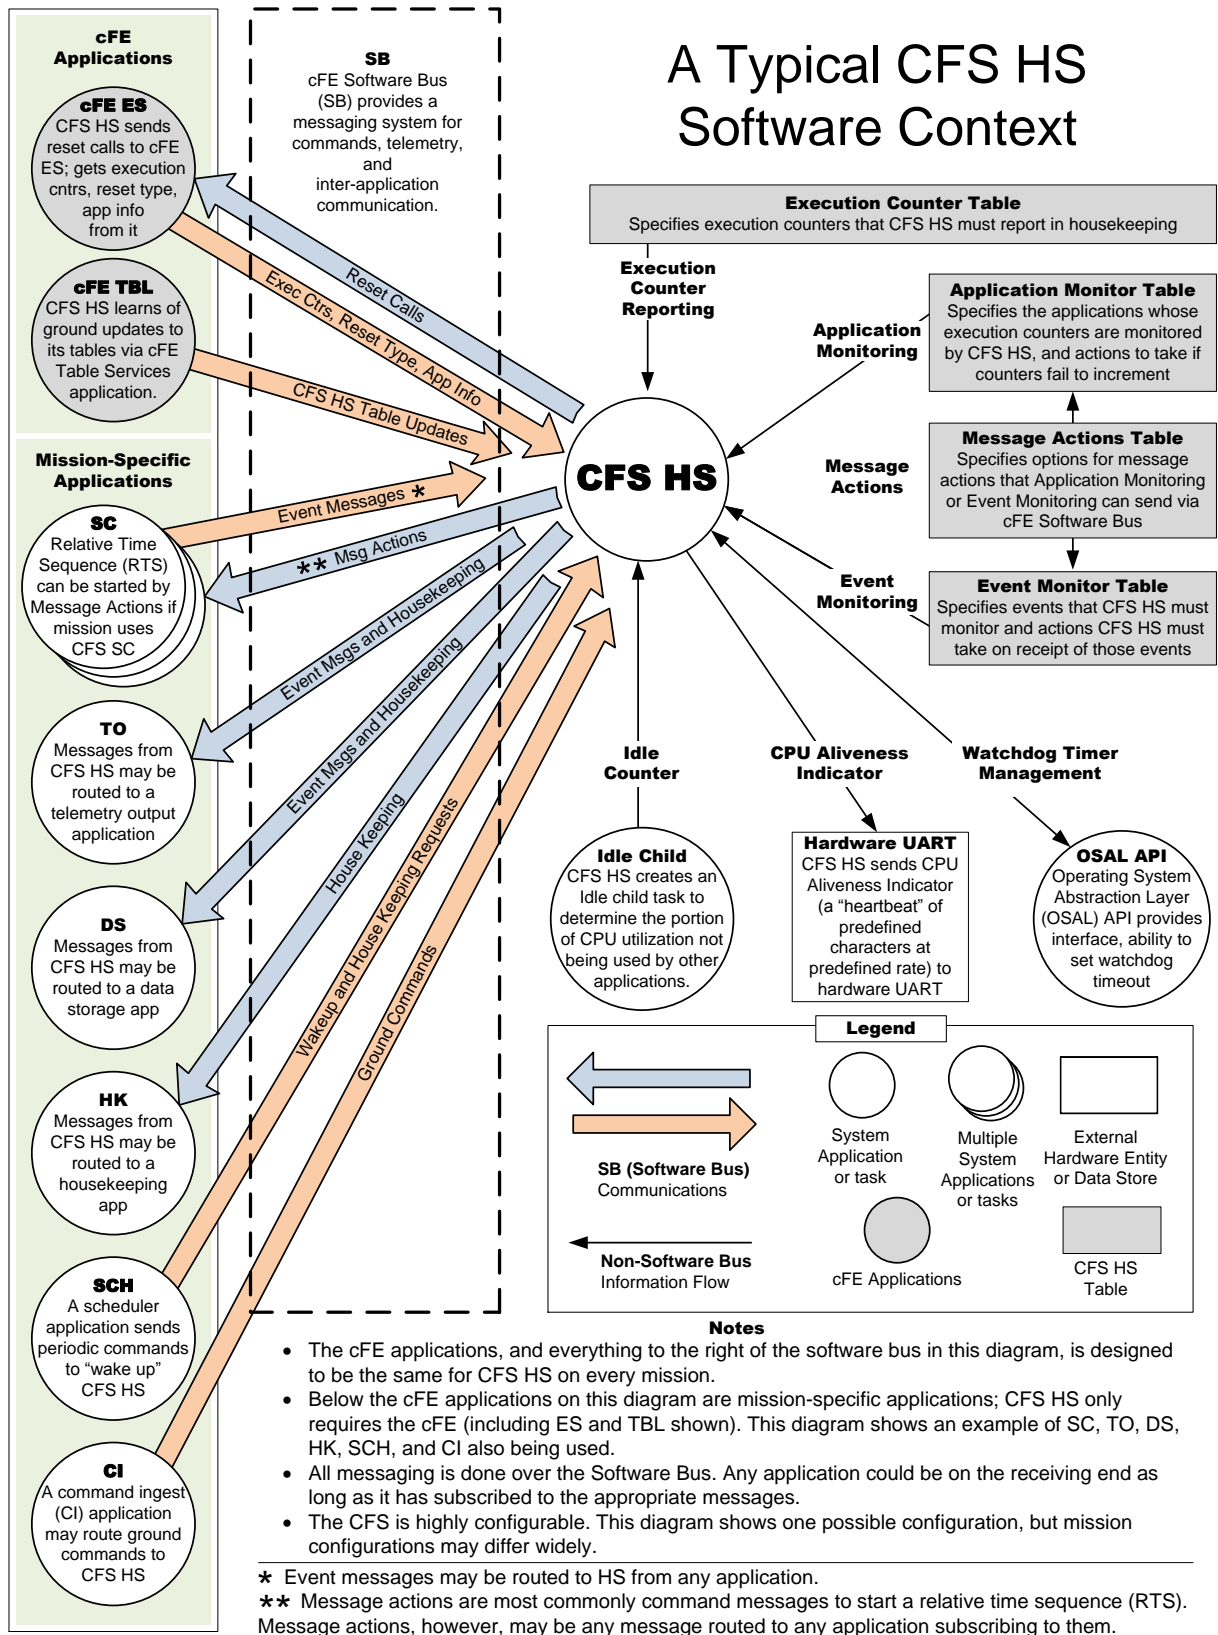 A Typical CFS HS
Software Context
cFE
Applications
cFE ES
CFS HS sends
reset calls to cFE
ES; gets execution
cntrs, reset type,
app info
from it
cFE TBL
CFS HS learns of
ground updates to
its tables via cFE
Table Services
application.
Mission-Specific
Applications
SC
Relative Time
Sequence (RTS)
can be started by
Message Actions if
mission uses
CFS SC
TO
Messages from
CFS HS may be
routed to a
telemetry output
application
DS
Messages from
CFS HS may be
routed to a data
storage app
HK
Messages from
CFS HS may be
routed to a
housekeeping
app
SCH
A scheduler
application sends
periodic commands
to “wake up”
CFS HS
CI
A command ingest
(CI) application
may route ground
commands to
CFS HS
SB
cFE Software Bus
(SB) provides a
messaging system for
commands, telemetry,
and
inter-application
communication.
Reset Calls
Exec Ctrs, Reset Type, App Info
CFS HS Table Updates
Event Messages *
** Msg Actions
Event Msgs and Housekeeping
Event Msgs and Housekeeping
House Keeping
Wakeup and House Keeping Requests
Ground Commands
CFS HS
Execution Counter Table
Specifies execution counters that CFS HS must report in housekeeping
Execution
Counter
Reporting
Application
Monitoring
Application Monitor Table
Specifies the applications whose
execution counters are monitored
by CFS HS, and actions to take if
counters fail to increment
Message
Actions
Message Actions Table
Specifies options for message
actions that Application Monitoring
or Event Monitoring can send via
cFE Software Bus
Event
Monitoring
Event Monitor Table
Specifies events that CFS HS must
monitor and actions CFS HS must
take on receipt of those events
Idle
Counter
CPU Aliveness
Indicator
Watchdog Timer
Management
Idle Child
CFS HS creates an
Idle child task to
determine the portion
of CPU utilization not
being used by other
applications.
Hardware UART
CFS HS sends CPU
Aliveness Indicator
(a “heartbeat” of
predefined
characters at
predefined rate) to
hardware UART
OSAL API
Operating System
Abstraction Layer
(OSAL) API provides
interface, ability to
set watchdog
timeout
Legend
SB (Software Bus)
Communications
Non-Software Bus
Information Flow
System
Application
or task
Multiple
System
Applications
or tasks
External
Hardware Entity
or Data Store
cFE Applications
CFS HS
Table
Notes
• The cFE applications, and everything to the right of the software bus in this diagram, is designed
to be the same for CFS HS on every mission.
• Below the cFE applications on this diagram are mission-specific applications; CFS HS only
requires the cFE (including ES and TBL shown). This diagram shows an example of SC, TO, DS,
HK, SCH, and CI also being used.
• All messaging is done over the Software Bus. Any application could be on the receiving end as
long as it has subscribed to the appropriate messages.
• The CFS is highly configurable. This diagram shows one possible configuration, but mission
configurations may differ widely.
* Event messages may be routed to HS from any application.
** Message actions are most commonly command messages to start a relative time sequence (RTS).
Message actions, however, may be any message routed to any application subscribing to them.